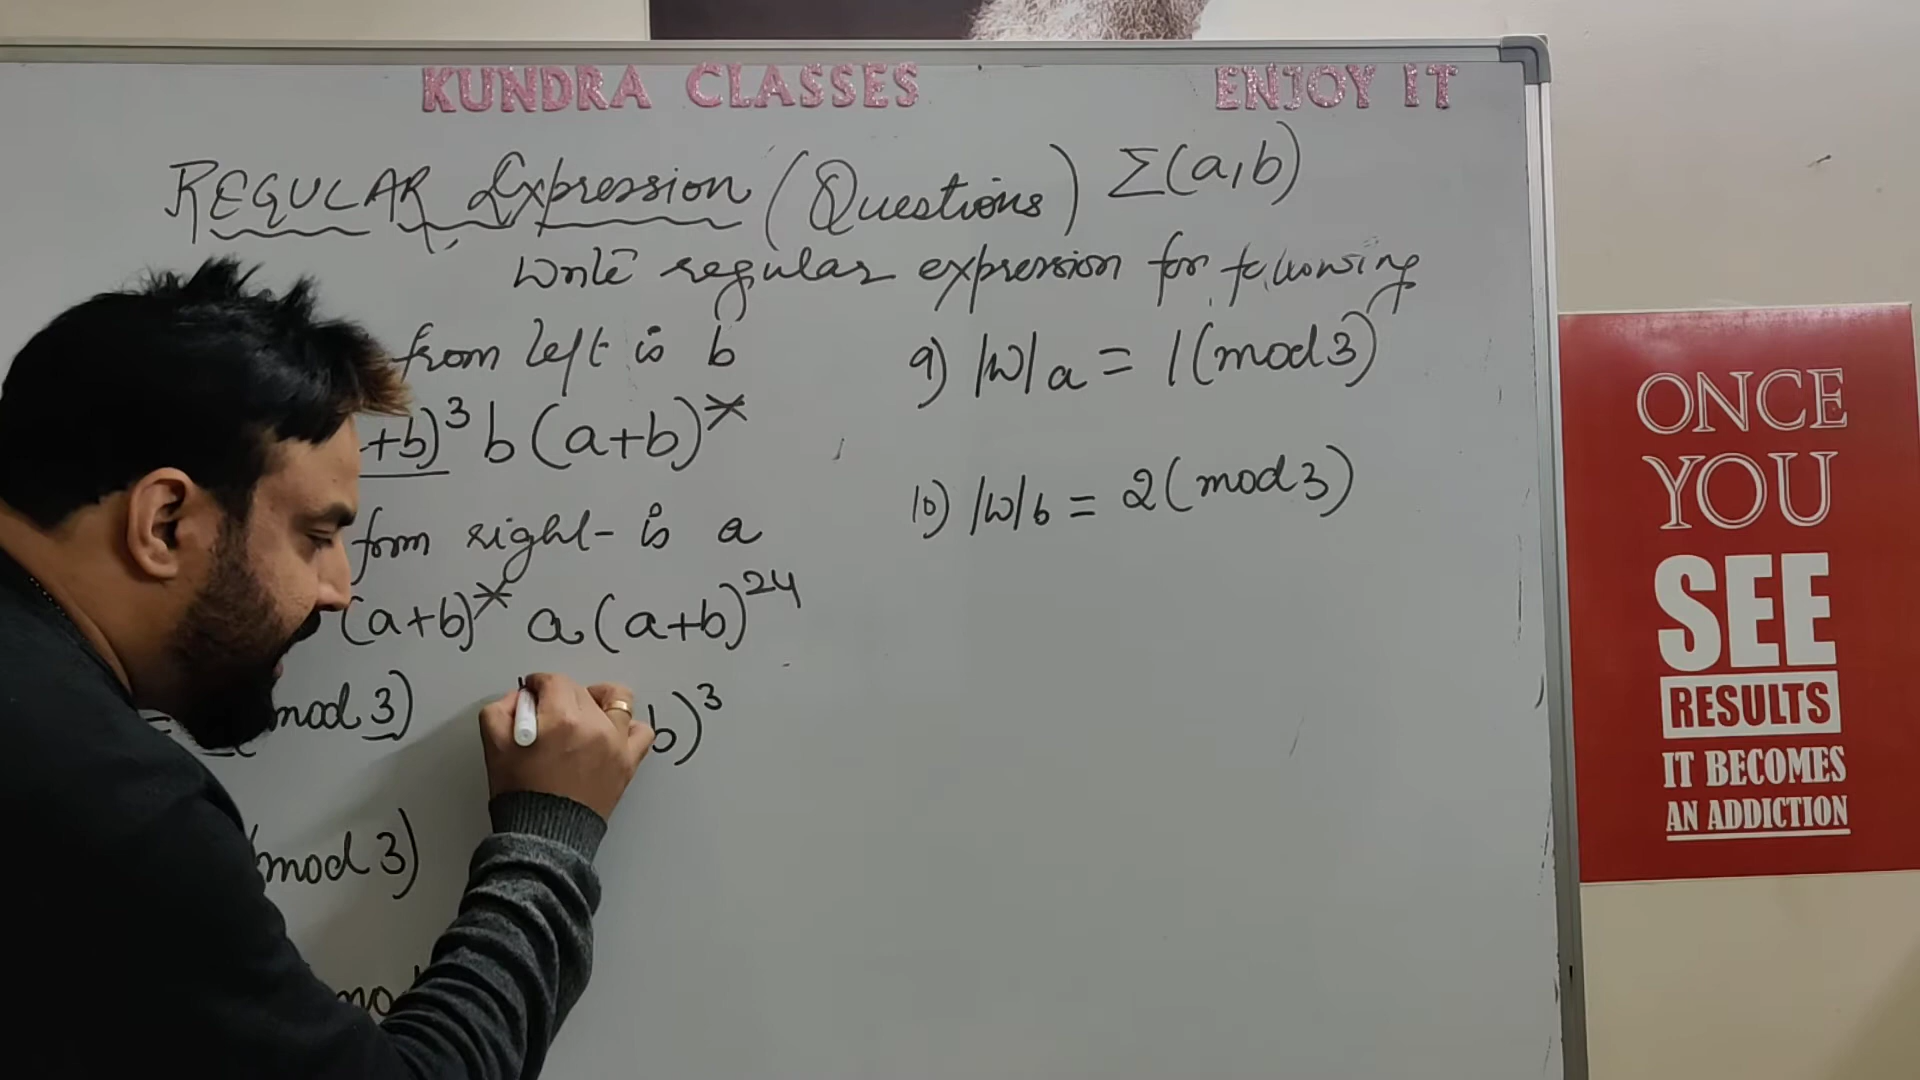 KUNDRA CLASSES ENJOY IT
REGULAR Expression (Questions) Σ(a,b)
Write regular expression for following
from left is b
+b)³ b (a+b)*
form right is a
(a+b)* a (a+b)²⁴
mod 3)
b)³
(mod 3)
mo
9) |w|a = 1 (mod 3)
10) |w|b = 2 (mod 3)
ONCE
YOU
SEE
RESULTS
IT BECOMES
AN ADDICTION